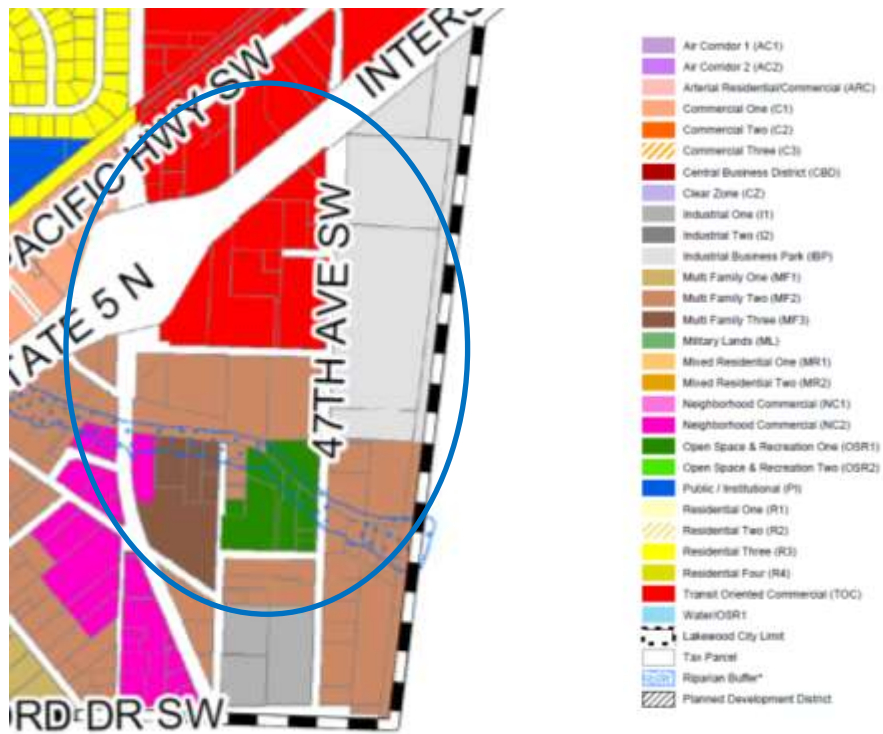 INTERS
PACIFIC HWY SW
TATE 5 N
47TH AVE SW
RD DR SW
Air Corridor 1 (AC1)
Air Corridor 2 (AC2)
Arterial Residential/Commercial (ARC)
Commercial One (C1)
Commercial Two (C2)
Commercial Three (C3)
Central Business District (CBD)
Clear Zone (CZ)
Industrial One (I1)
Industrial Two (I2)
Industrial Business Park (IBP)
Multi Family One (MF1)
Multi Family Two (MF2)
Multi Family Three (MF3)
Military Lands (ML)
Mixed Residential One (MR1)
Mixed Residential Two (MR2)
Neighborhood Commercial (NC1)
Neighborhood Commercial (NC2)
Open Space & Recreation One (OSR1)
Open Space & Recreation Two (OSR2)
Public / Institutional (PI)
Residential One (R1)
Residential Two (R2)
Residential Three (R3)
Residential Four (R4)
Transit Oriented Commercial (TOC)
Water/OSR1
Lakewood City Limit
Tax Parcel
Riparian Buffer*
Planned Development District